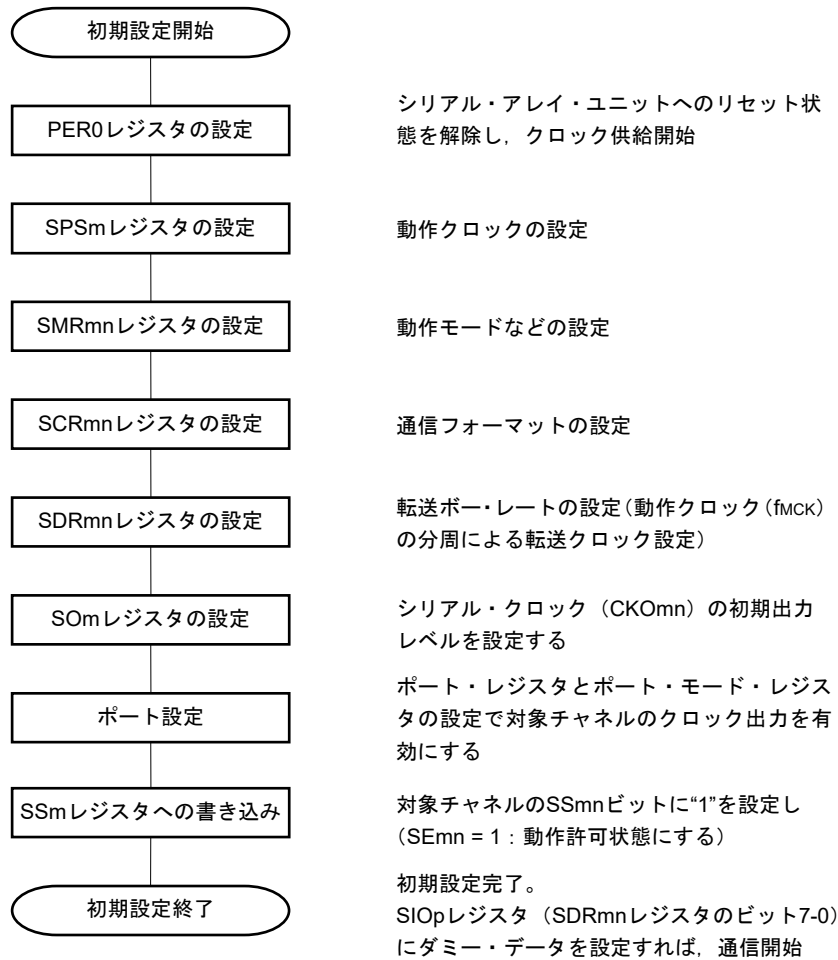 初期設定開始
PER0レジスタの設定
シリアル・アレイ・ユニットへのリセット状
態を解除し，クロック供給開始
SPSmレジスタの設定
動作クロックの設定
SMRmnレジスタの設定
動作モードなどの設定
SCRmnレジスタの設定
通信フォーマットの設定
SDRmnレジスタの設定
転送ボー・レートの設定（動作クロック（fMCK）
の分周による転送クロック設定）
SOmレジスタの設定
シリアル・クロック（CKOmn）の初期出力
レベルを設定する
ポート設定
ポート・レジスタとポート・モード・レジス
タの設定で対象チャネルのクロック出力を有
効にする
SSmレジスタへの書き込み
対象チャネルのSSmnビットに“1”を設定し
（SEmn = 1：動作許可状態にする）
初期設定終了
初期設定完了。
SIOpレジスタ（SDRmnレジスタのビット7-0）
にダミー・データを設定すれば，通信開始